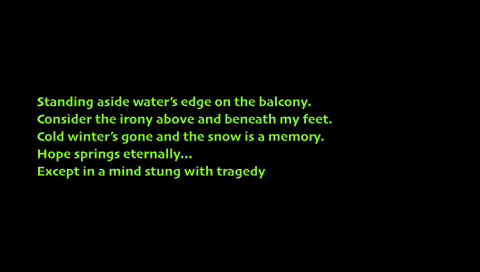 Standing aside water's edge on the balcony.
Consider the irony above and beneath my feet.
Cold winter's gone and the snow is a memory.
Hope springs eternally...
Except in a mind stung with tragedy